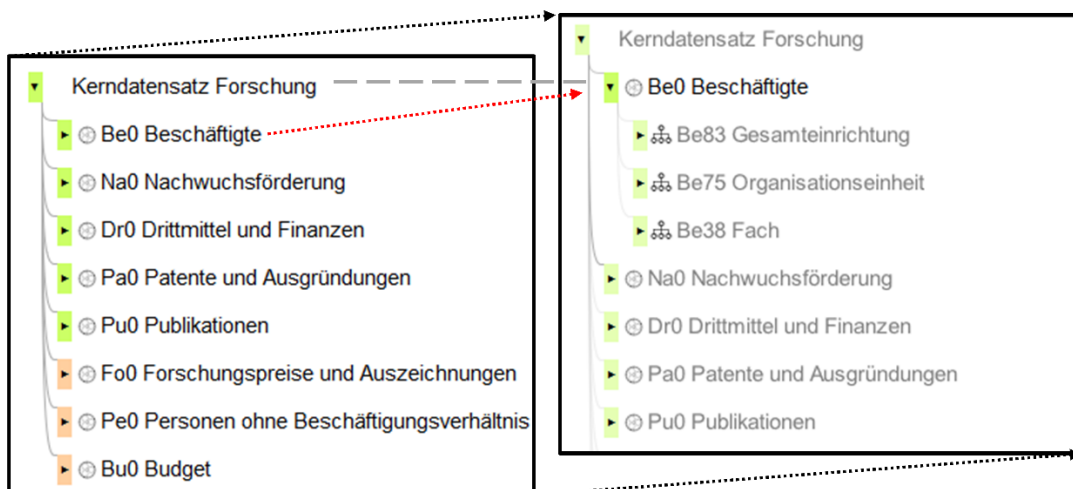 Kerndatensatz Forschung
Be0 Beschäftigte
Na0 Nachwuchsförderung
Dr0 Drittmittel und Finanzen
Pa0 Patente und Ausgründungen
Pu0 Publikationen
Fo0 Forschungspreise und Auszeichnungen
Pe0 Personen ohne Beschäftigungsverhältnis
Bu0 Budget
Kerndatensatz Forschung
Be0 Beschäftigte
Be83 Gesamteinrichtung
Be75 Organisationseinheit
Be38 Fach
Na0 Nachwuchsförderung
Dr0 Drittmittel und Finanzen
Pa0 Patente und Ausgründungen
Pu0 Publikationen